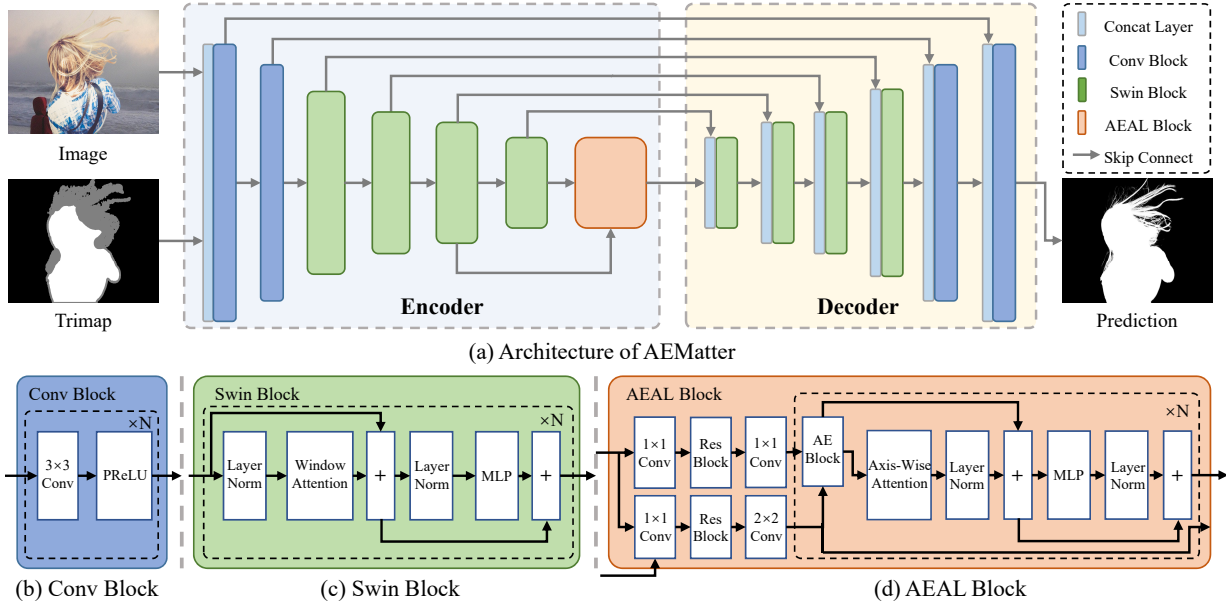 Image
Trimap
Encoder
Decoder
Concat Layer
Conv Block
Swin Block
AEAL Block
Skip Connect
Prediction
(a) Architecture of AEMatter
Conv Block
×N
3×3
Conv
PReLU
(b) Conv Block
Swin Block
×N
Layer
Norm
Window
Attention
+
Layer
Norm
MLP
+
(c) Swin Block
AEAL Block
×N
1×1
Conv
Res
Block
1×1
Conv
AE
Block
Axis-Wise
Attention
Layer
Norm
+
MLP
Layer
Norm
+
1×1
Conv
Res
Block
2×2
Conv
(d) AEAL Block